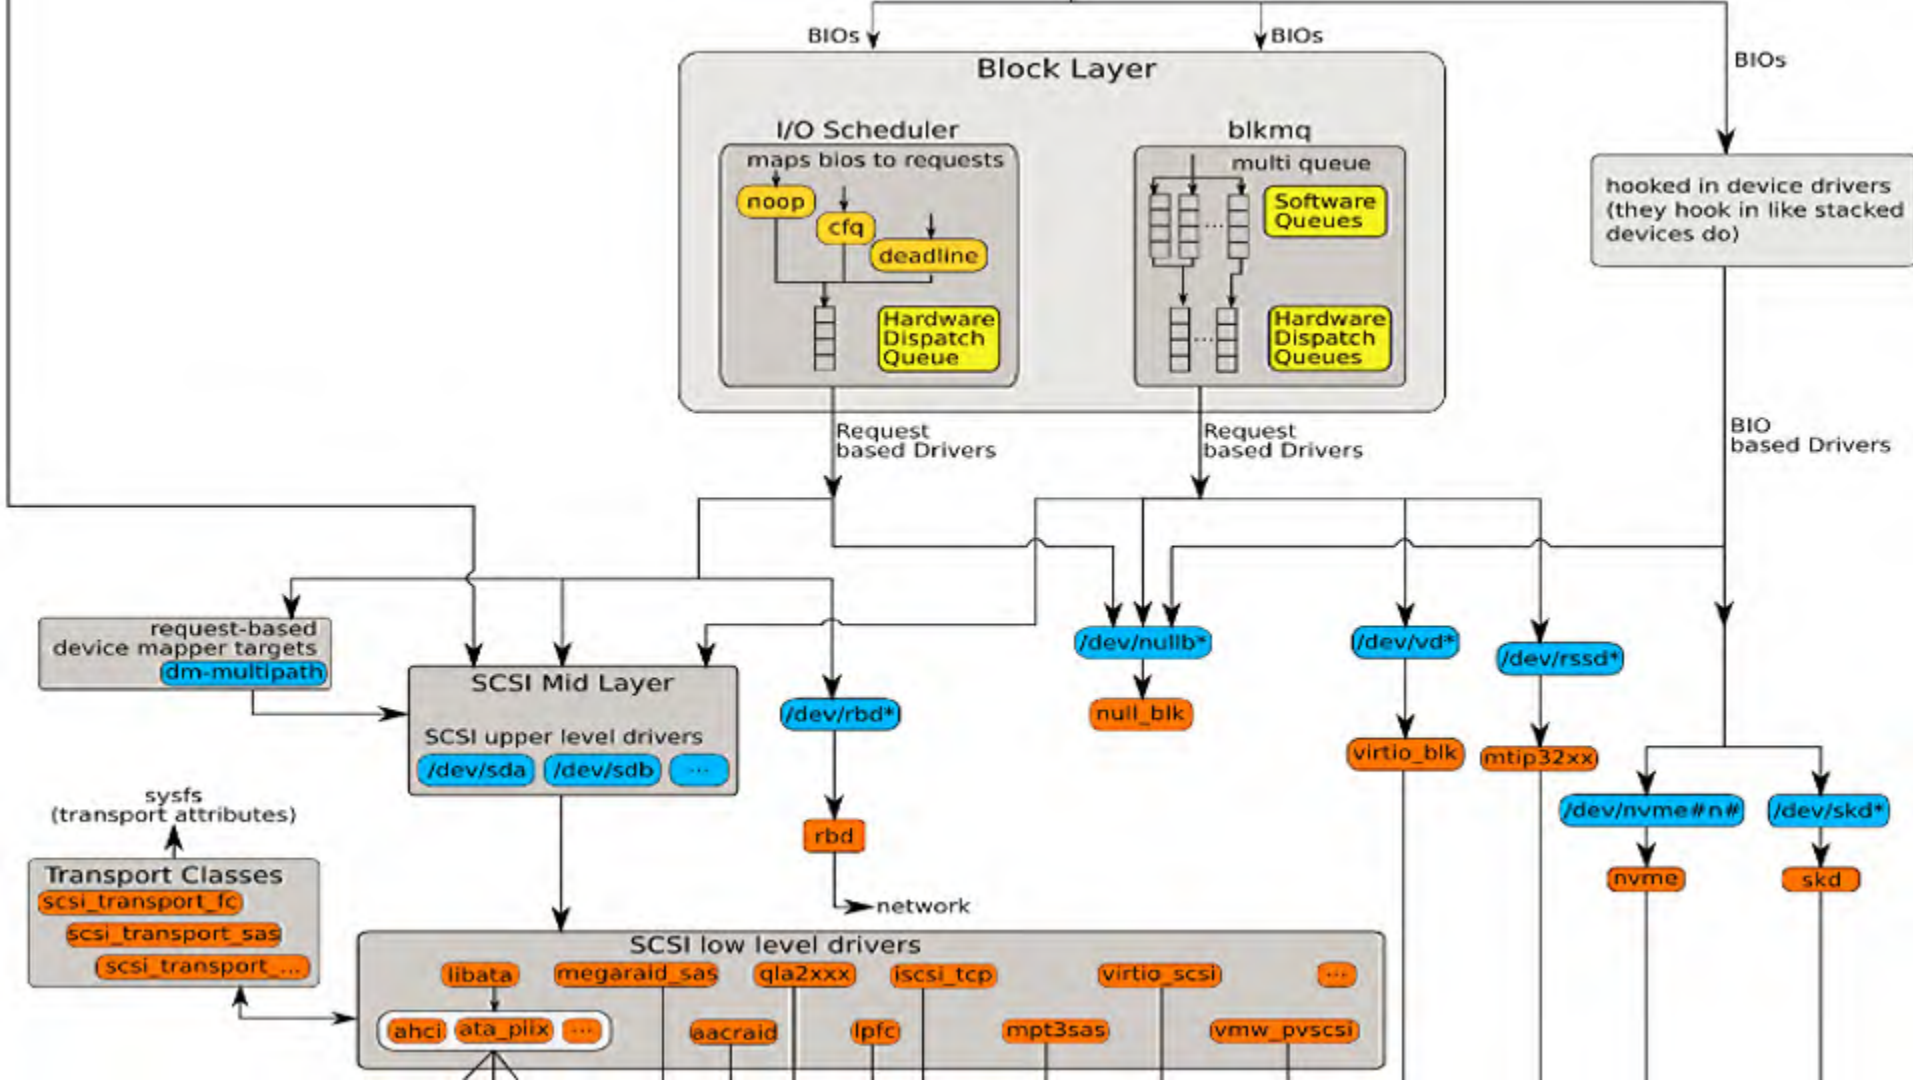 BIOs
BIOs
BIOs
Block Layer
I/O Scheduler
maps bios to requests
noop
cfq
deadline
Hardware
Dispatch
Queue
blkmq
multi queue
Software
Queues
Hardware
Dispatch
Queues
hooked in device drivers
(they hook in like stacked
devices do)
Request
based Drivers
Request
based Drivers
BIO
based Drivers
request-based
device mapper targets
dm-multipath
SCSI Mid Layer
SCSI upper level drivers
/dev/sda
/dev/sdb
...
/dev/rbd*
rbd
network
/dev/nullb*
null_blk
/dev/vd*
virtio_blk
/dev/rssd*
mtip32xx
/dev/nvme#n#
nvme
/dev/skd*
skd
sysfs
(transport attributes)
Transport Classes
scsi_transport_fc
scsi_transport_sas
scsi_transport_...
SCSI low level drivers
libata
megaraid_sas
qla2xxx
iscsi_tcp
virtio_scsi
...
ahci
ata_piix
...
aacraid
lpfc
mpt3sas
vmw_pvscsi